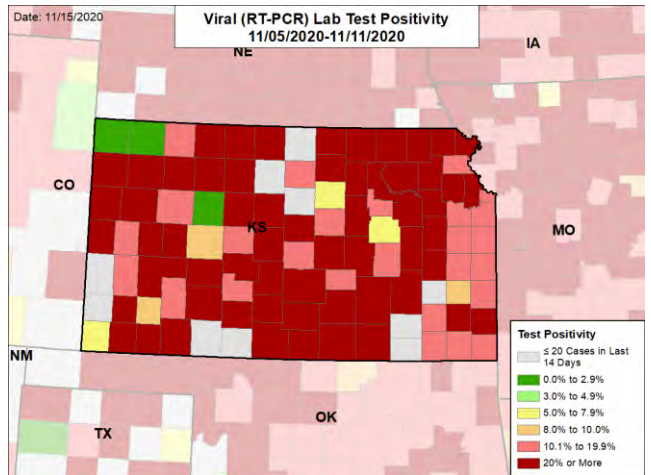 Date: 11/15/2020
Viral (RT-PCR) Lab Test Positivity
11/05/2020-11/11/2020
NE
IA
CO
KS
MO
NM
TX
OK
Test Positivity
≤ 20 Cases in Last
14 Days
0.0% to 2.9%
3.0% to 4.9%
5.0% to 7.9%
8.0% to 10.0%
10.1% to 19.9%
20% or More